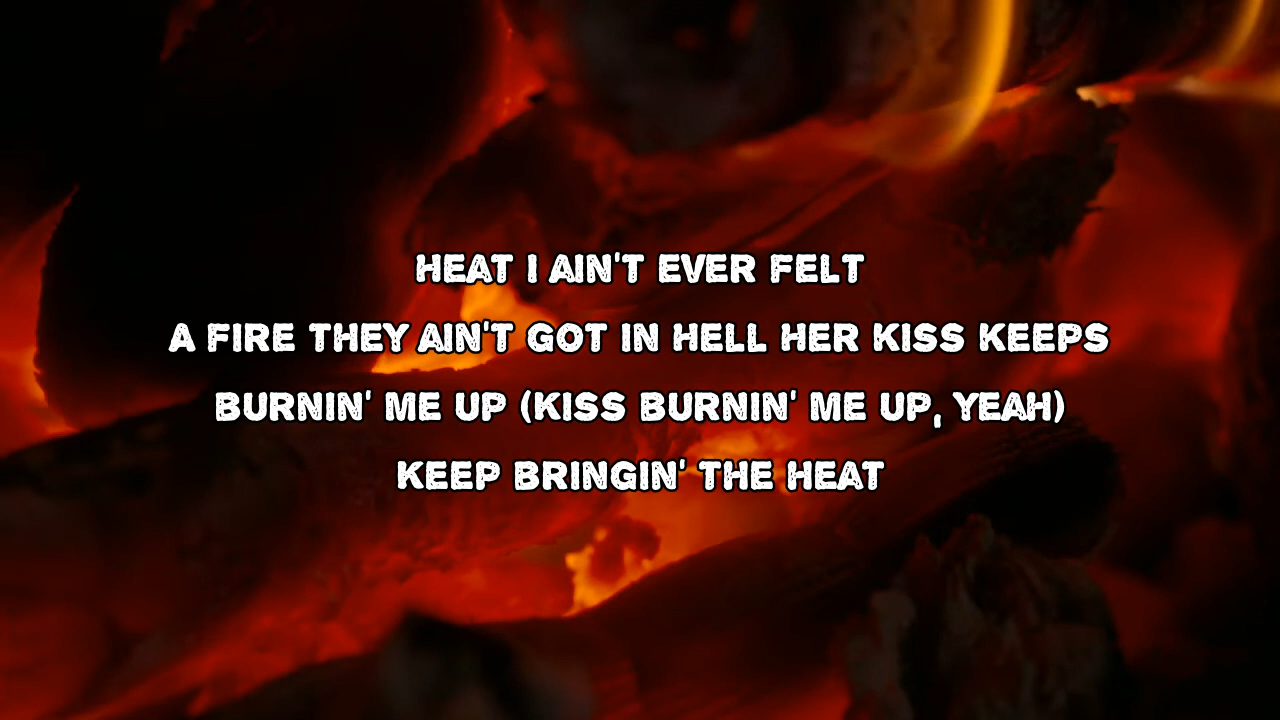 HEAT I AIN'T EVER FELT
A FIRE THEY AIN'T GOT IN HELL HER KISS KEEPS
BURNIN' ME UP (KISS BURNIN' ME UP, YEAH)
KEEP BRINGIN' THE HEAT